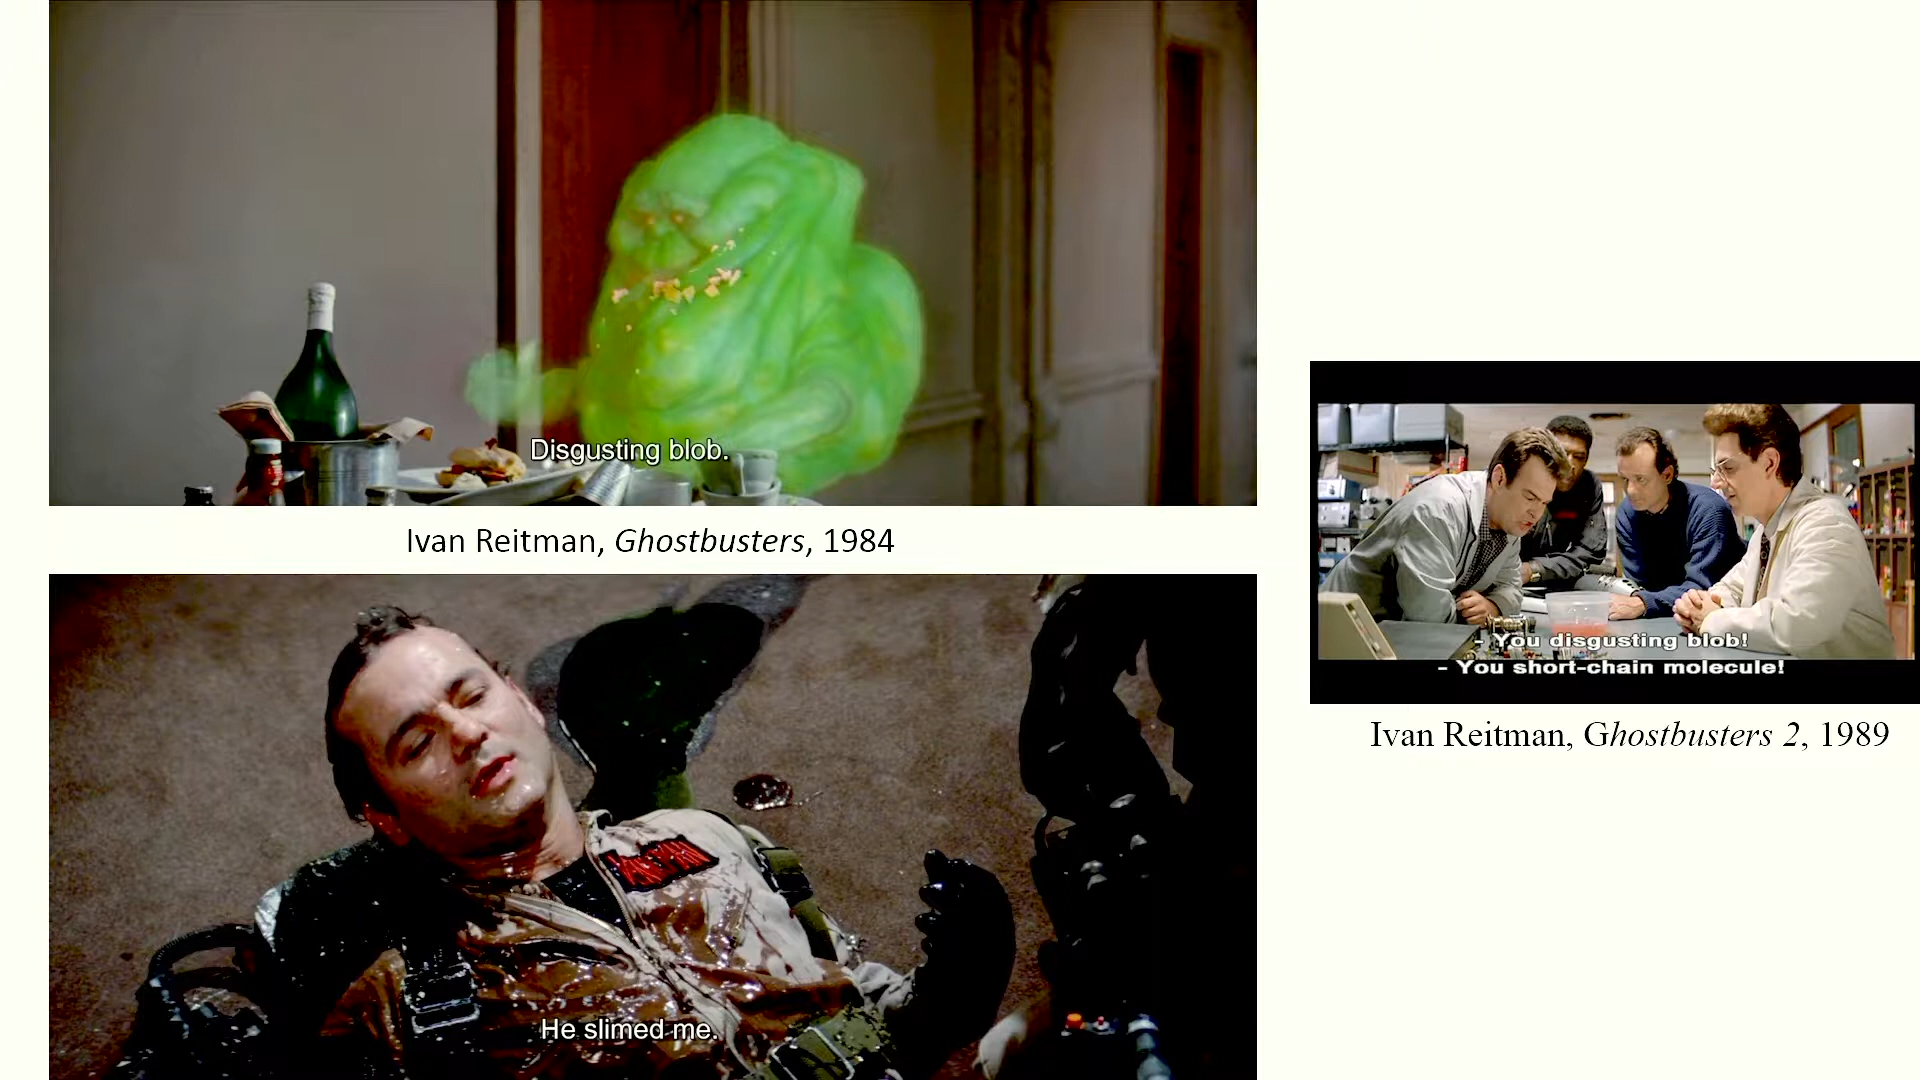 Disgusting blob.
Ivan Reitman, Ghostbusters, 1984
He slimed me.
- You disgusting blob!
- You short-chain molecule!
Ivan Reitman, Ghostbusters 2, 1989